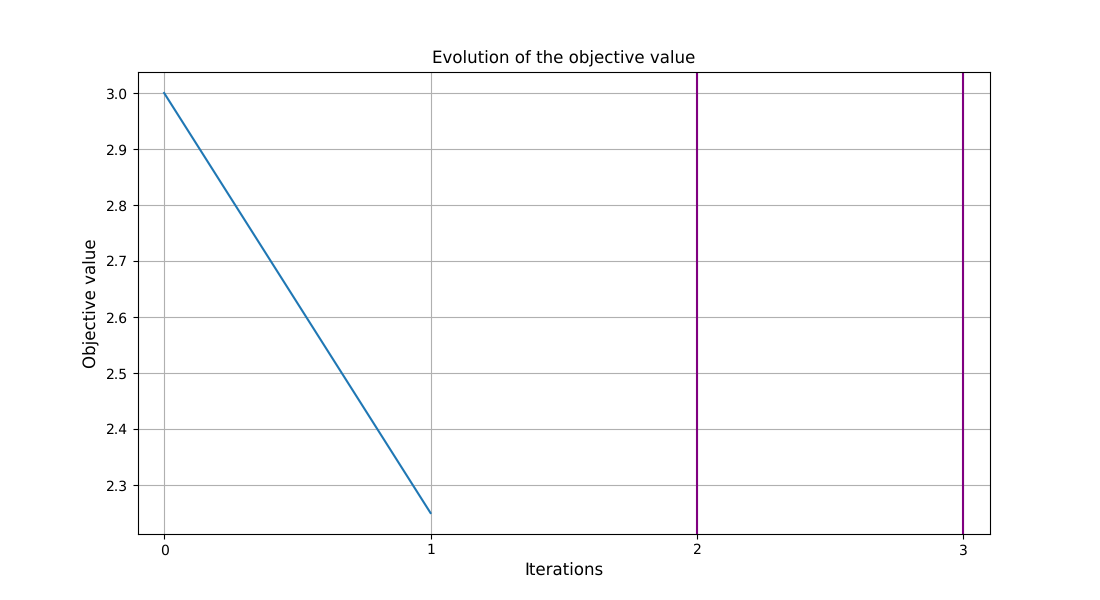 Evolution of the objective value
3.0
2.9
2.8
2.7
2.6
2.5
2.4
2.3
Objective value
0 1 2 3
Iterations